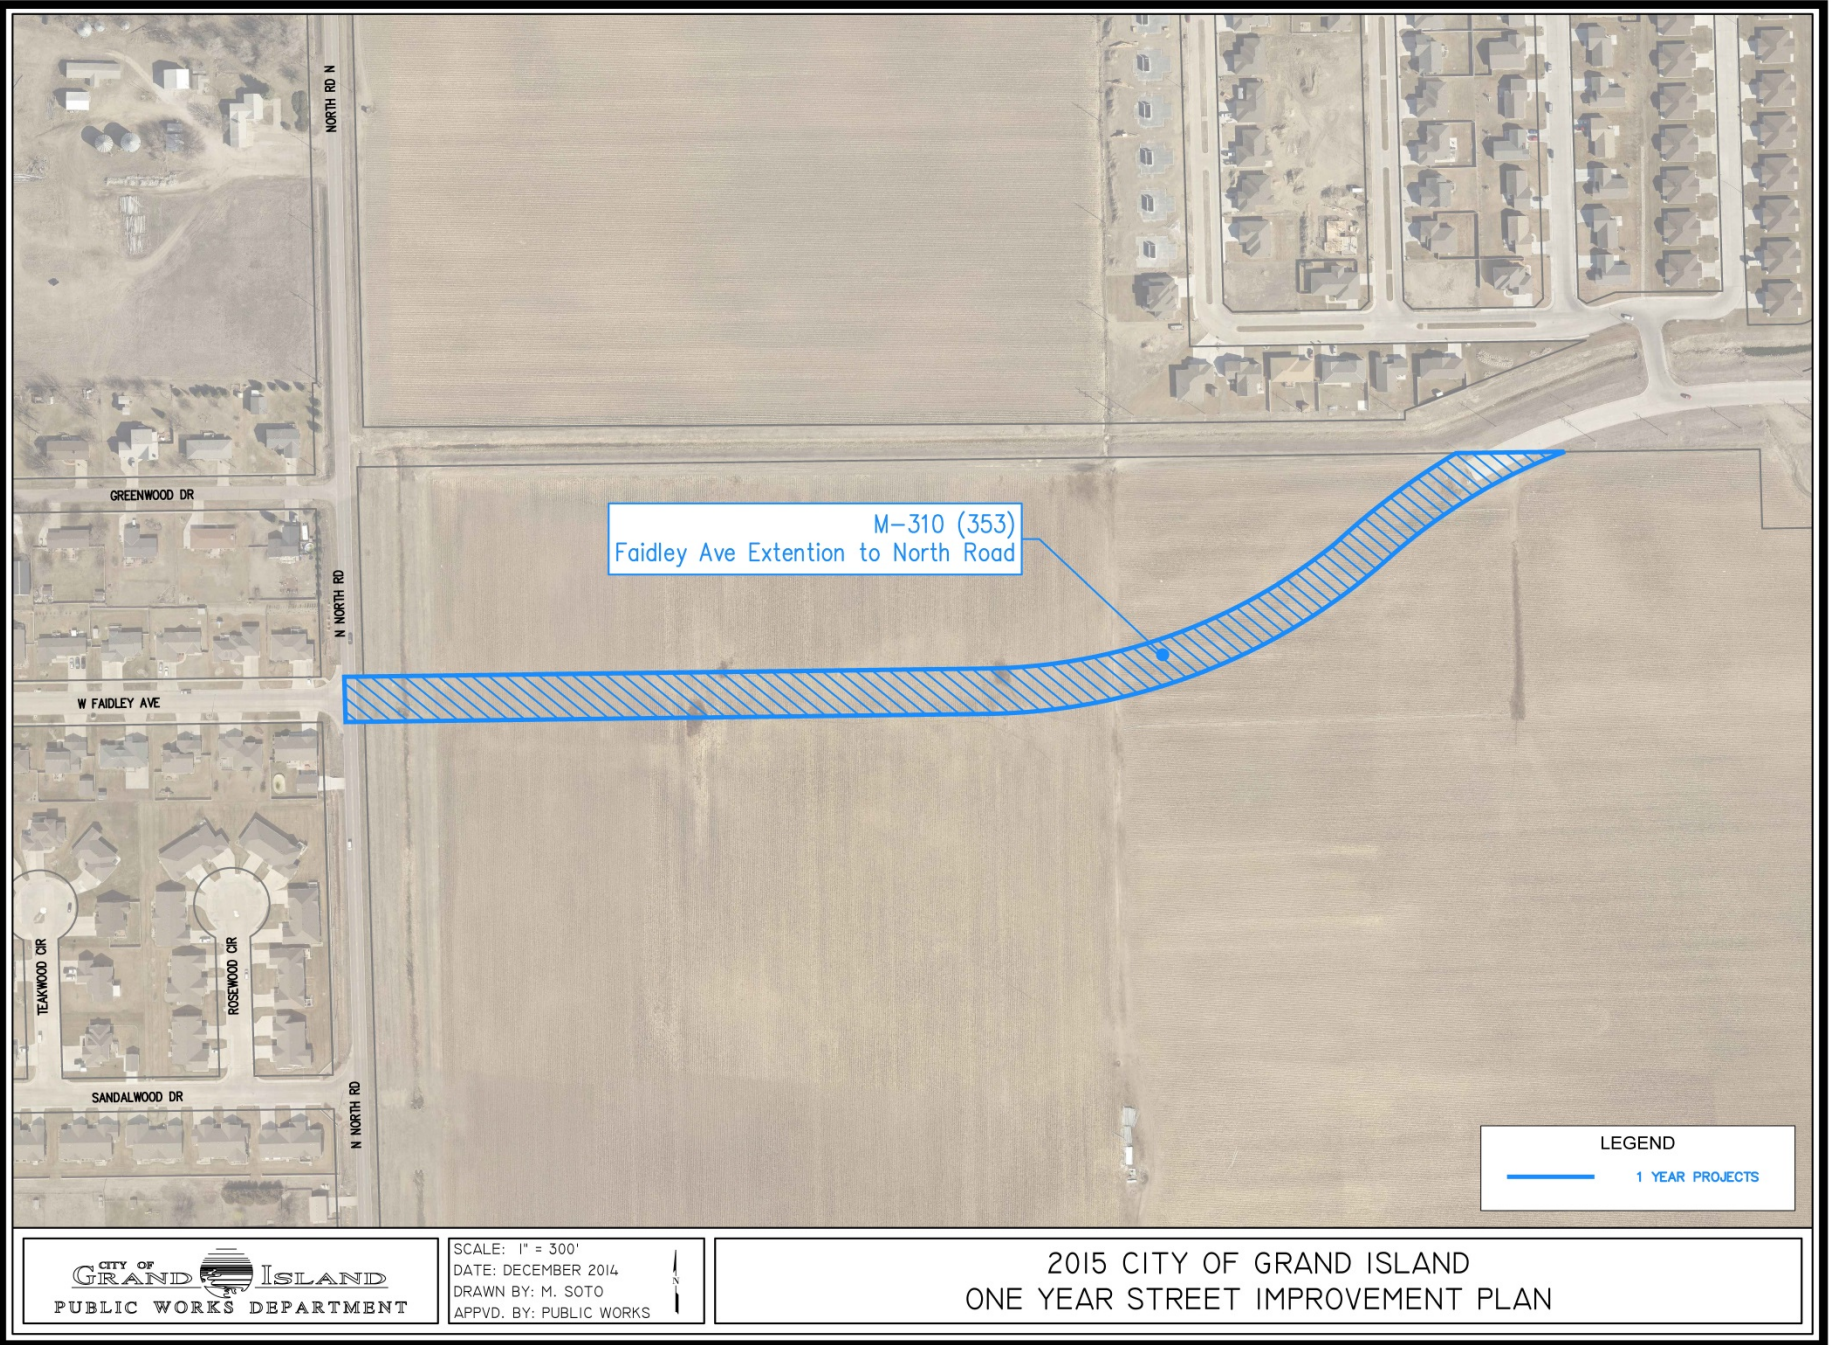 NORTH RD N
GREENWOOD DR
M-310 (353)
Faidley Ave Extention to North Road
N NORTH RD
W FAIDLEY AVE
TEAKWOOD CIR
ROSEWOOD CIR
SANDALWOOD DR
N NORTH RD
LEGEND
1 YEAR PROJECTS
CITY OF
GRAND ISLAND
PUBLIC WORKS DEPARTMENT
SCALE: 1" = 300'
DATE: DECEMBER 2014
DRAWN BY: M. SOTO
APPVD. BY: PUBLIC WORKS
N
2015 CITY OF GRAND ISLAND
ONE YEAR STREET IMPROVEMENT PLAN